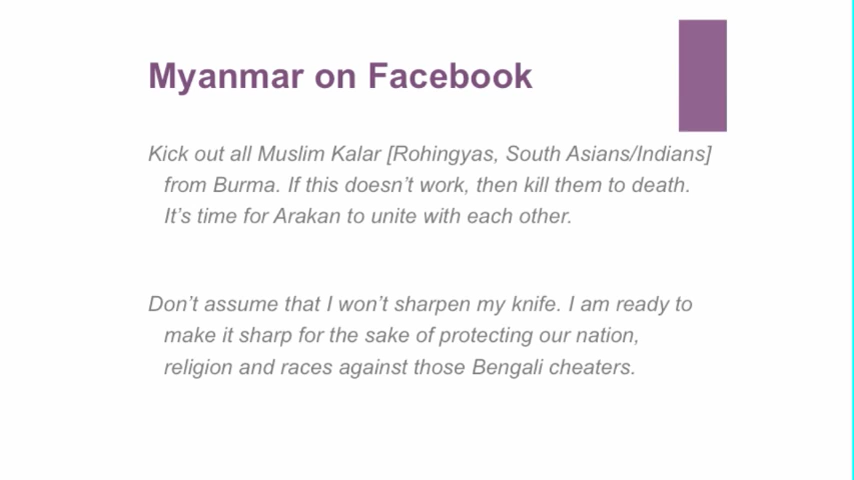 Myanmar on Facebook
Kick out all Muslim Kalar [Rohingyas, South Asians/Indians]
from Burma. If this doesn’t work, then kill them to death.
It’s time for Arakan to unite with each other.
Don’t assume that I won’t sharpen my knife. I am ready to
make it sharp for the sake of protecting our nation,
religion and races against those Bengali cheaters.